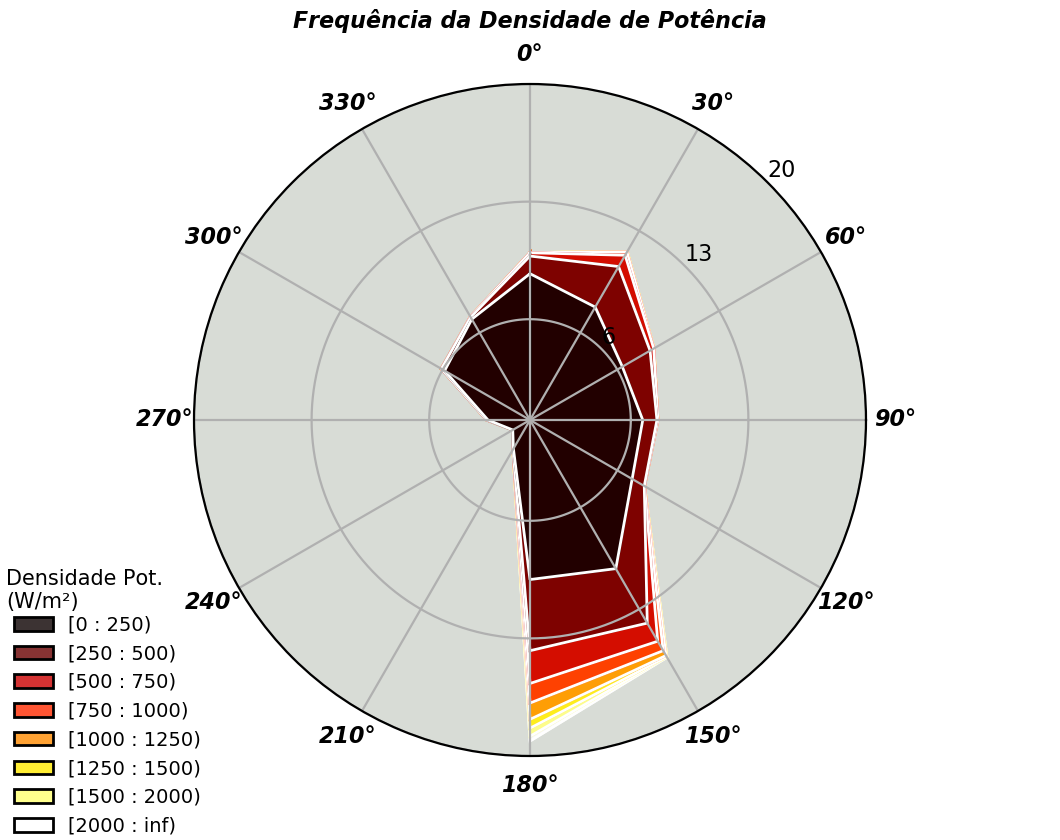 Frequência da Densidade de Potência
0°
330°
30°
20
300°
60°
13
6
270°
90°
240°
120°
210°
150°
180°
Densidade Pot.
(W/m²)
[0 : 250)
[250 : 500)
[500 : 750)
[750 : 1000)
[1000 : 1250)
[1250 : 1500)
[1500 : 2000)
[2000 : inf)